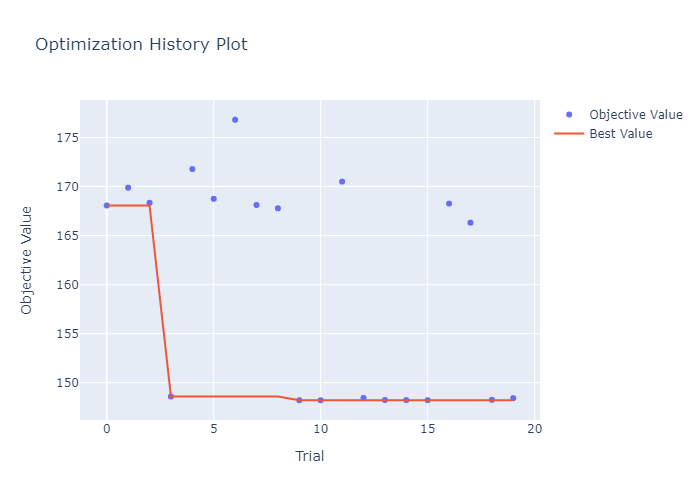 Optimization History Plot
Objective Value
Best Value
175
170
165
160
155
150
Objective Value
0
5
10
15
20
Trial